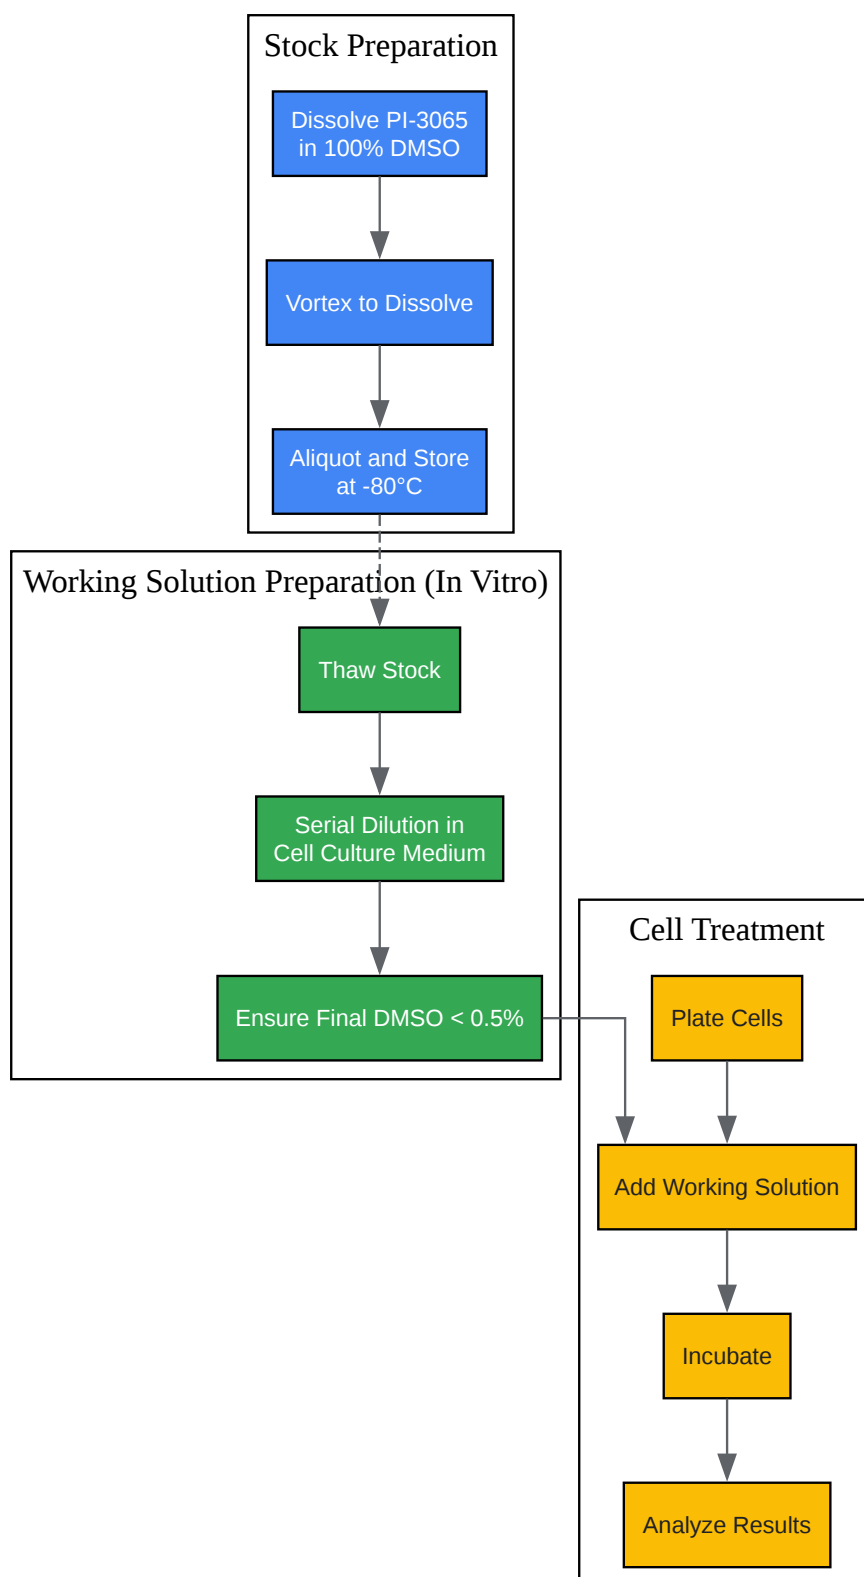 Stock Preparation
Dissolve PI-3065
in 100% DMSO
Vortex to Dissolve
Aliquot and Store
at -80°C
Working Solution Preparation (In Vitro)
Thaw Stock
Serial Dilution in
Cell Culture Medium
Ensure Final DMSO < 0.5%
Cell Treatment
Plate Cells
Add Working Solution
Incubate
Analyze Results